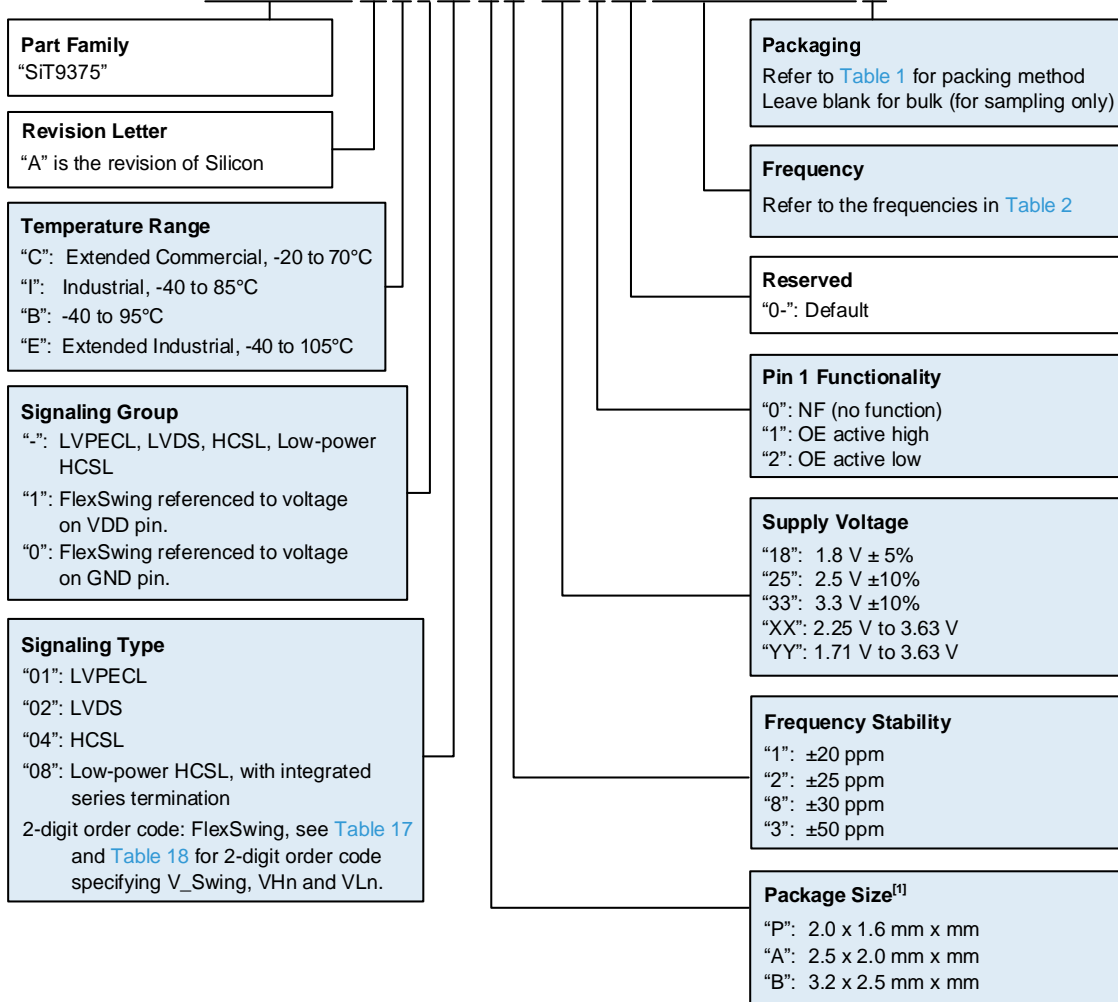 Part Family
“SiT9375”
Revision Letter
“A” is the revision of Silicon
Temperature Range
“C”: Extended Commercial, -20 to 70°C
“I”: Industrial, -40 to 85°C
“B”: -40 to 95°C
“E”: Extended Industrial, -40 to 105°C
Signaling Group
“-”: LVPECL, LVDS, HCSL, Low-power
HCSL
“1”: FlexSwing referenced to voltage
on VDD pin.
“0”: FlexSwing referenced to voltage
on GND pin.
Signaling Type
“01”: LVPECL
“02”: LVDS
“04”: HCSL
“08”: Low-power HCSL, with integrated
series termination
2-digit order code: FlexSwing, see Table 17
and Table 18 for 2-digit order code
specifying V_Swing, VHn and VLn.
Packaging
Refer to Table 1 for packing method
Leave blank for bulk (for sampling only)
Frequency
Refer to the frequencies in Table 2
Reserved
“0-”: Default
Pin 1 Functionality
“0”: NF (no function)
“1”: OE active high
“2”: OE active low
Supply Voltage
“18”: 1.8 V ± 5%
“25”: 2.5 V ±10%
“33”: 3.3 V ±10%
“XX”: 2.25 V to 3.63 V
“YY”: 1.71 V to 3.63 V
Frequency Stability
“1”: ±20 ppm
“2”: ±25 ppm
“8”: ±30 ppm
“3”: ±50 ppm
Package Size[1]
“P”: 2.0 x 1.6 mm x mm
“A”: 2.5 x 2.0 mm x mm
“B”: 3.2 x 2.5 mm x mm